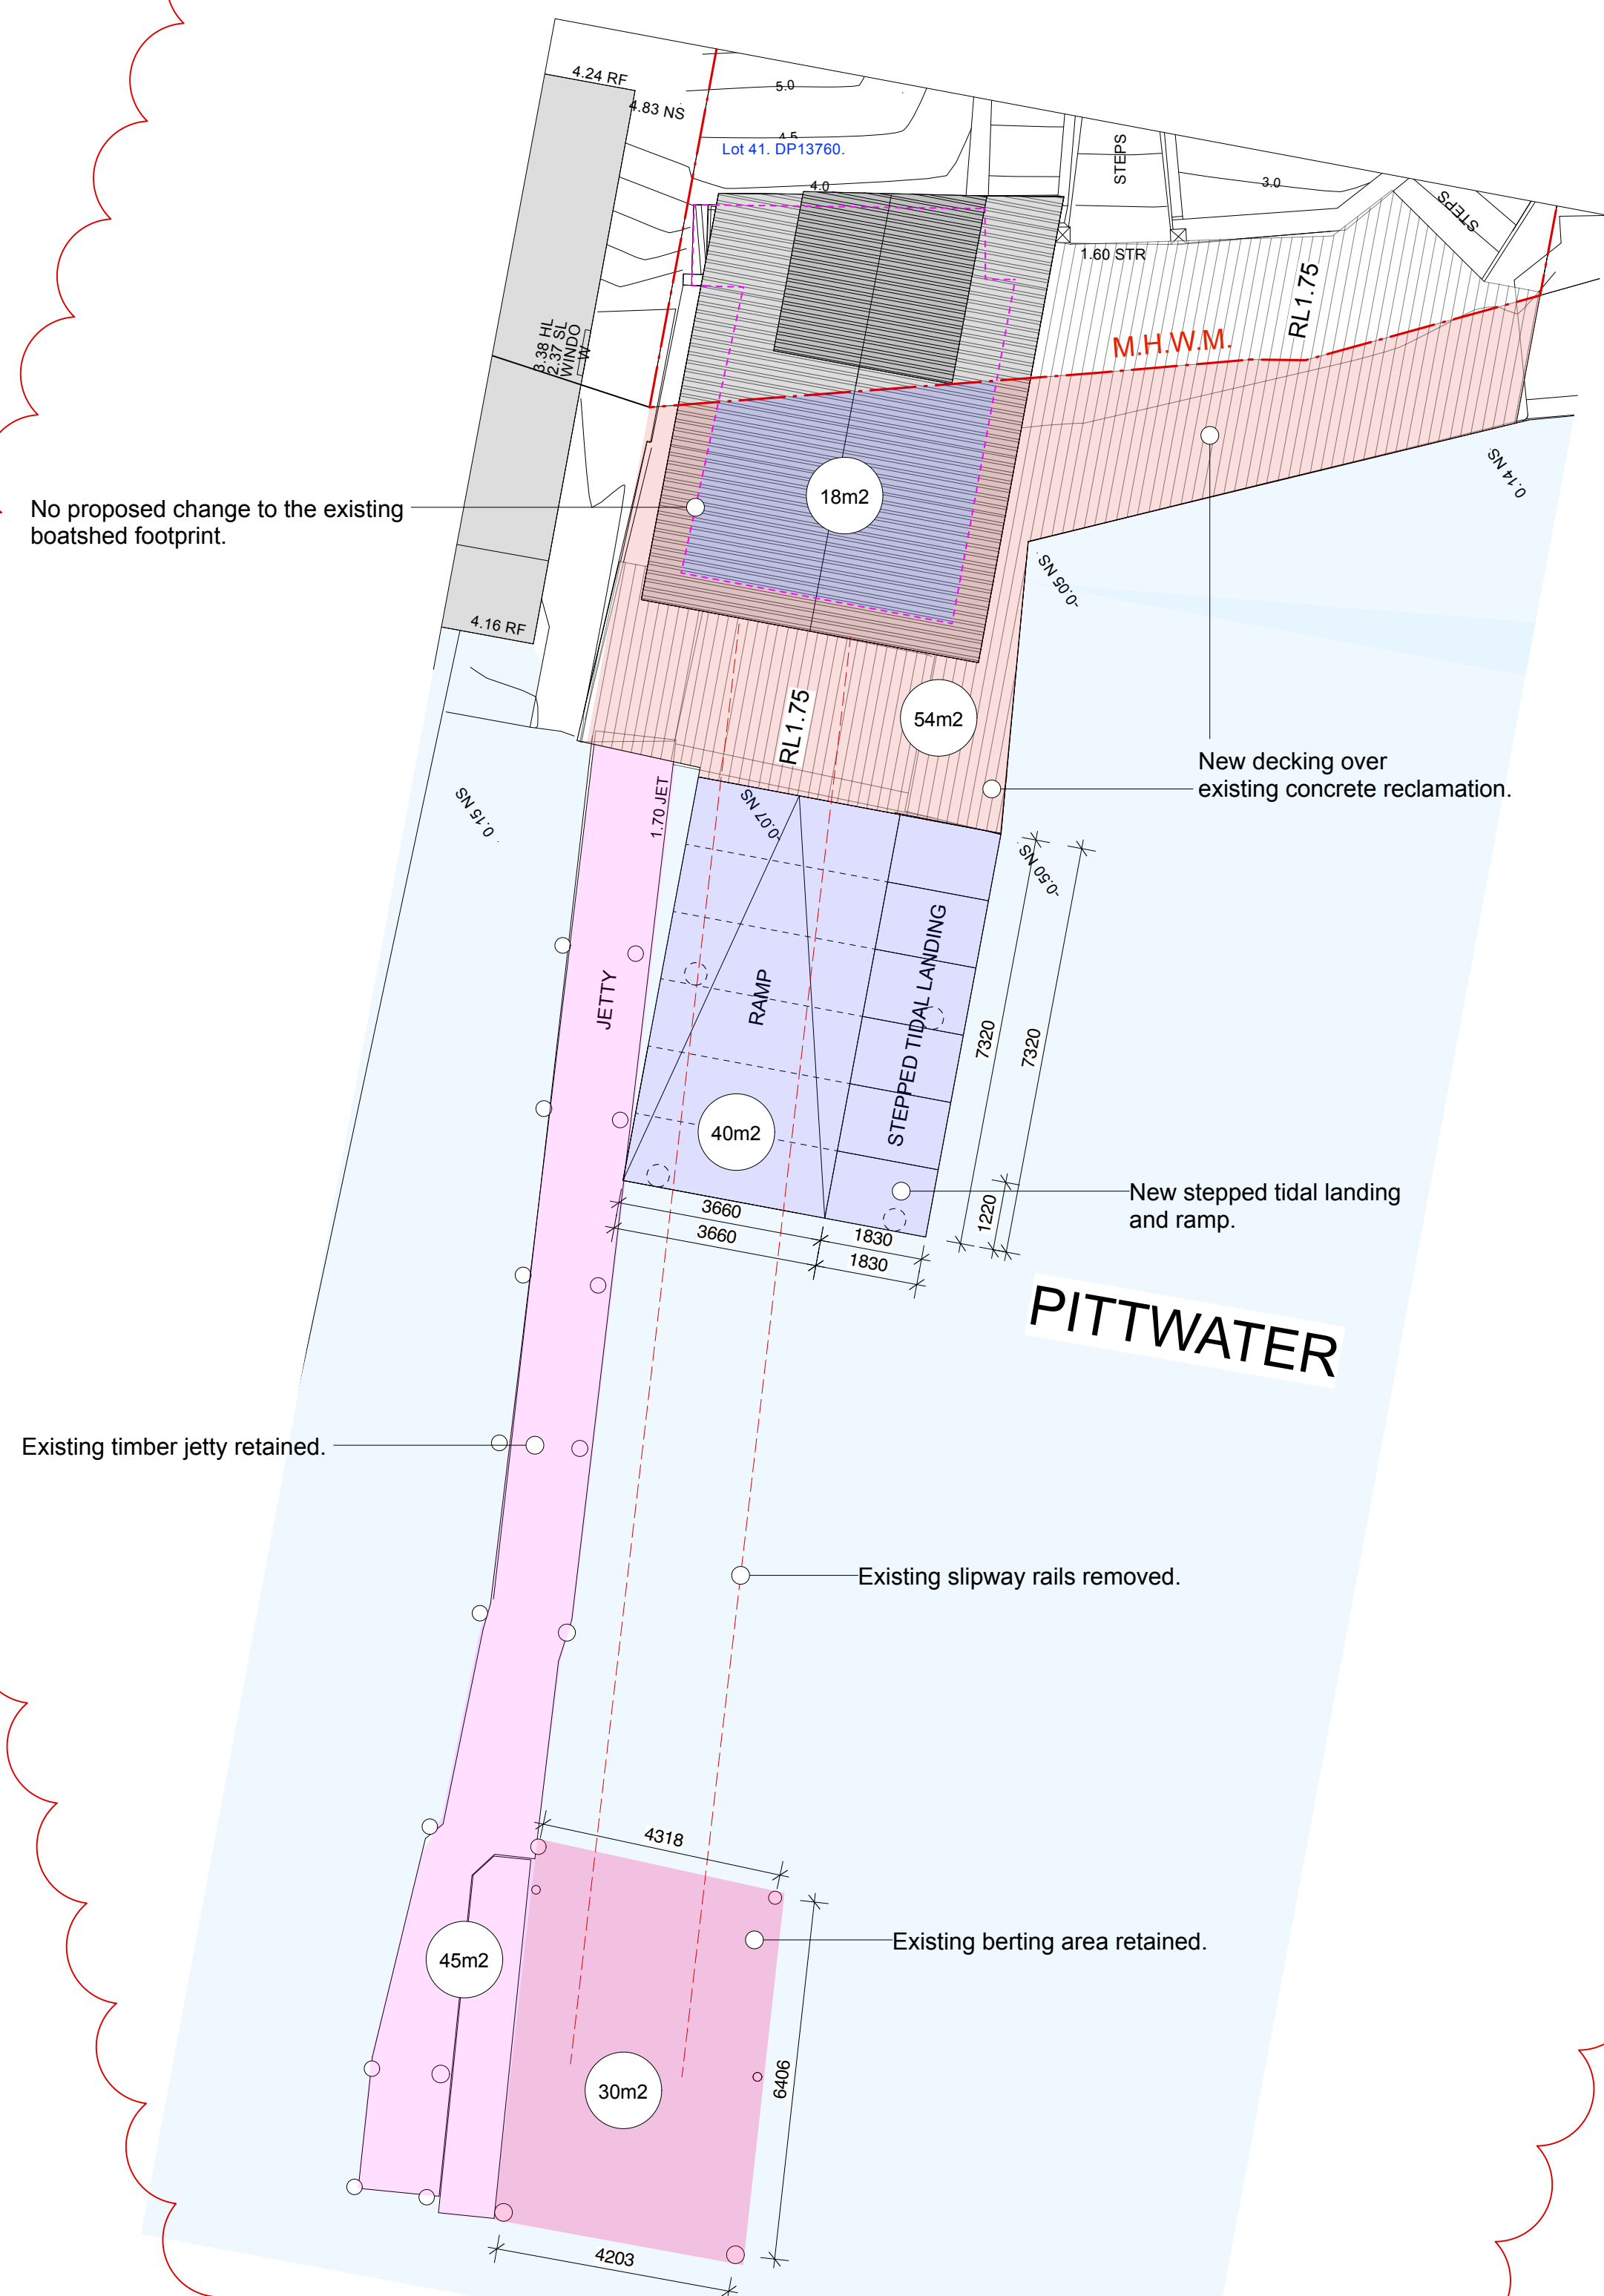 4.24 RF
4.83 NS
5.0
4.5
Lot 41. DP13760.
4.0
STEPS
3.0
STEPS
1.60 STR
RL1.75
M.H.W.M.
3.38 HL
2.37 SL
WINDO
W
0.14 NS
No proposed change to the existing
boatshed footprint.
18m2
-0.05 NS
4.16 RF
RL1.75
54m2
New decking over
existing concrete reclamation.
0.15 NS
1.70 JET
-0.07 NS
-0.50 NS
JETTY
RAMP
STEPPED TIDAL LANDING
7320
7320
40m2
New stepped tidal landing
and ramp.
1220
3660
3660
1830
1830
PITTWATER
Existing timber jetty retained.
Existing slipway rails removed.
4318
Existing berting area retained.
45m2
30m2
6406
4203